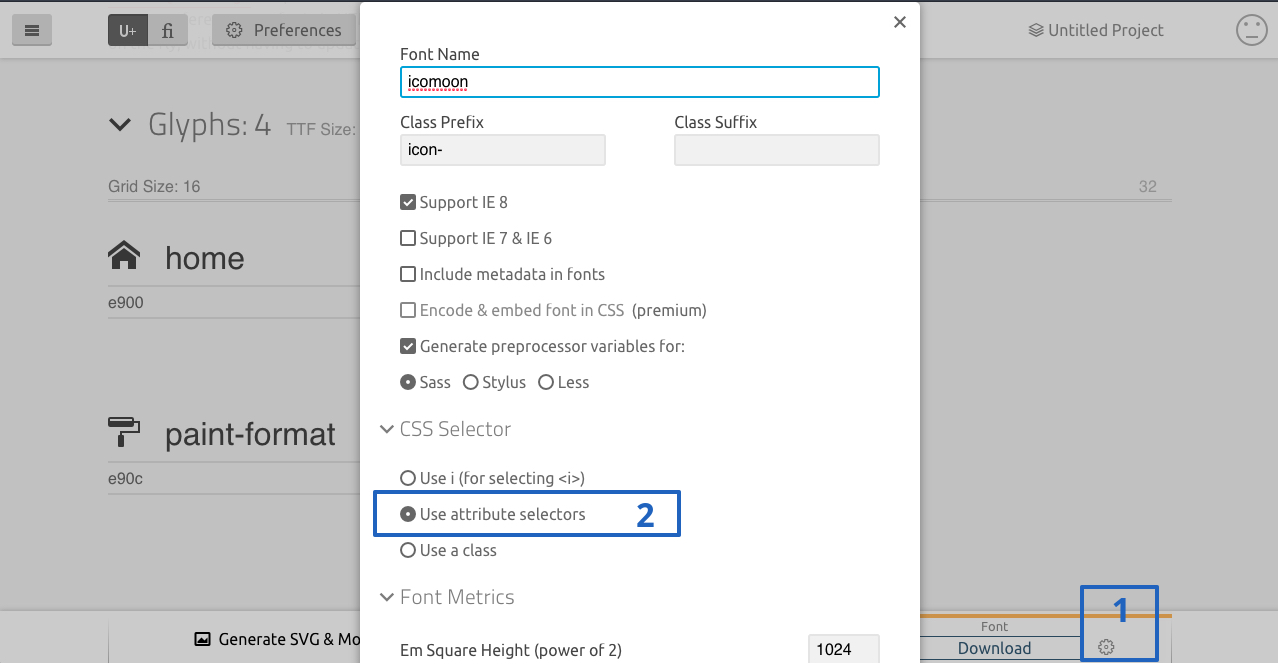 U+ fi Preferences
Untitled Project
Font Name
icomoon
Class Prefix
Class Suffix
icon-
Glyphs: 4 TTF Size:
Grid Size: 16
32
home
e900
paint-format
e90c
Support IE 8
Support IE 7 & IE 6
Include metadata in fonts
Encode & embed font in CSS (premium)
Generate preprocessor variables for:
Sass Stylus Less
CSS Selector
Use i (for selecting <i>)
Use attribute selectors 2
Use a class
Font Metrics
Em Square Height (power of 2) 1024
Generate SVG & Mo
1
Font
Download